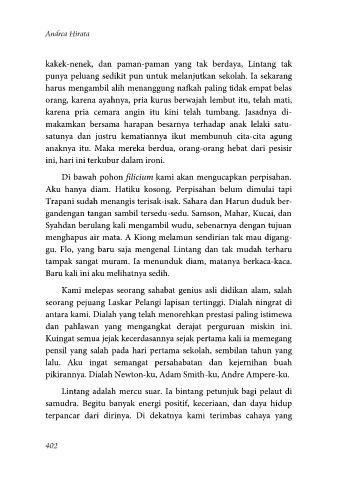 Andrea Hirata
kakek-nenek, dan paman-paman yang tak berdaya, Lintang tak
punya peluang sedikit pun untuk melanjutkan sekolah. Ia sekarang
harus mengambil alih menanggung nafkah paling tidak empat belas
orang, karena ayahnya, pria kurus berwajah lembut itu, telah mati,
karena pria cemara angin itu kini telah tumbang. Jasadnya di-
makamkan bersama harapan besarnya terhadap anak lelaki satu-
satunya dan justru kematiannya ikut membunuh cita-cita agung
anaknya itu. Maka mereka berdua, orang-orang hebat dari pesisir
ini, hari ini terkubur dalam ironi.
Di bawah pohon filicium kami akan mengucapkan perpisahan.
Aku hanya diam. Hatiku kosong. Perpisahan belum dimulai tapi
Trapani sudah menangis terisak-isak. Sahara dan Harun duduk ber-
gandengan tangan sambil tersedu-sedu. Samson, Mahar, Kucai, dan
Syahdan berulang kali mengambil wudu, sebenarnya dengan tujuan
menghapus air mata. A Kiong melamun sendirian tak mau digang-
gu. Flo, yang baru saja mengenal Lintang dan tak mudah terharu
tampak sangat muram. Ia menunduk diam, matanya berkaca-kaca.
Baru kali ini aku melihatnya sedih.
Kami melepas seorang sahabat genius asli didikan alam, salah
seorang pejuang Laskar Pelangi lapisan tertinggi. Dialah ningrat di
antara kami. Dialah yang telah menorehkan prestasi paling istimewa
dan pahlawan yang mengangkat derajat perguruan miskin ini.
Kuingat semua jejak kecerdasannya sejak pertama kali ia memegang
pensil yang salah pada hari pertama sekolah, sembilan tahun yang
lalu. Aku ingat semangat persahabatan dan kejernihan buah
pikirannya. Dialah Newton-ku, Adam Smith-ku, Andre Ampere-ku.
Lintang adalah mercu suar. Ia bintang petunjuk bagi pelaut di
samudra. Begitu banyak energi positif, keceriaan, dan daya hidup
terpancar dari dirinya. Di dekatnya kami terimbas cahaya yang
402